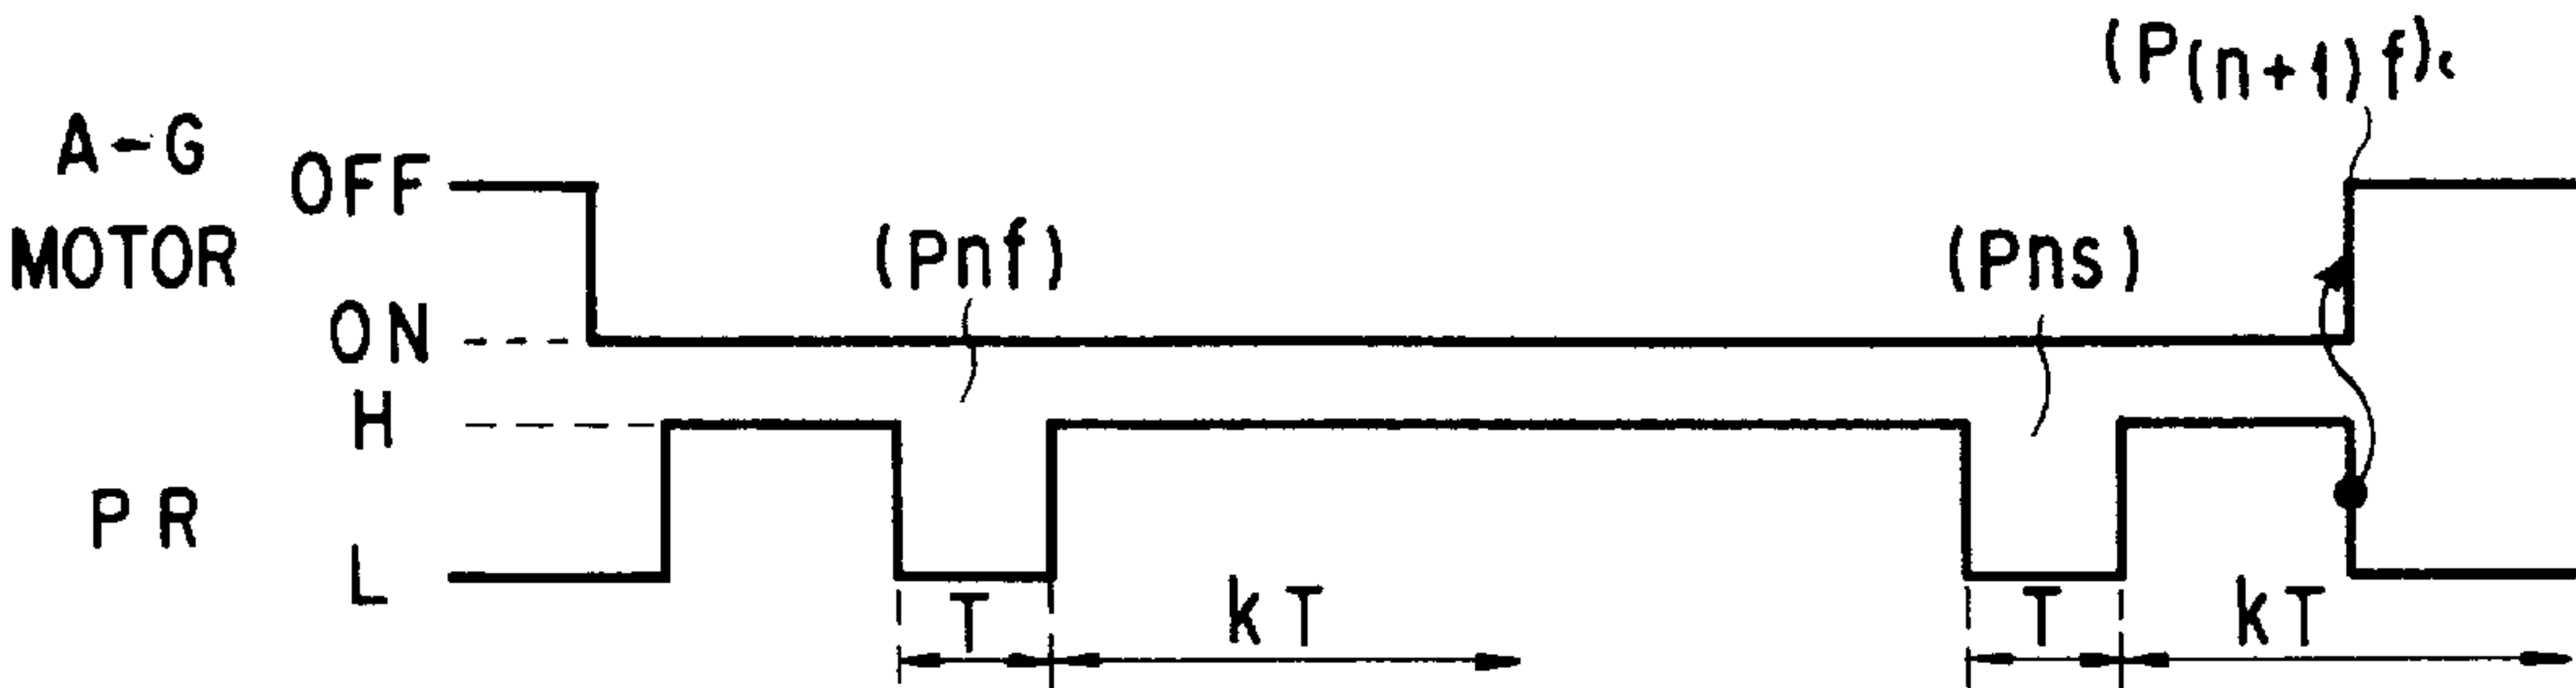 (P(n+1)f)
A-G
MOTOR
OFF
ON
(Pnf)
(Pns)
H
PR
L
T
kT
T
kT